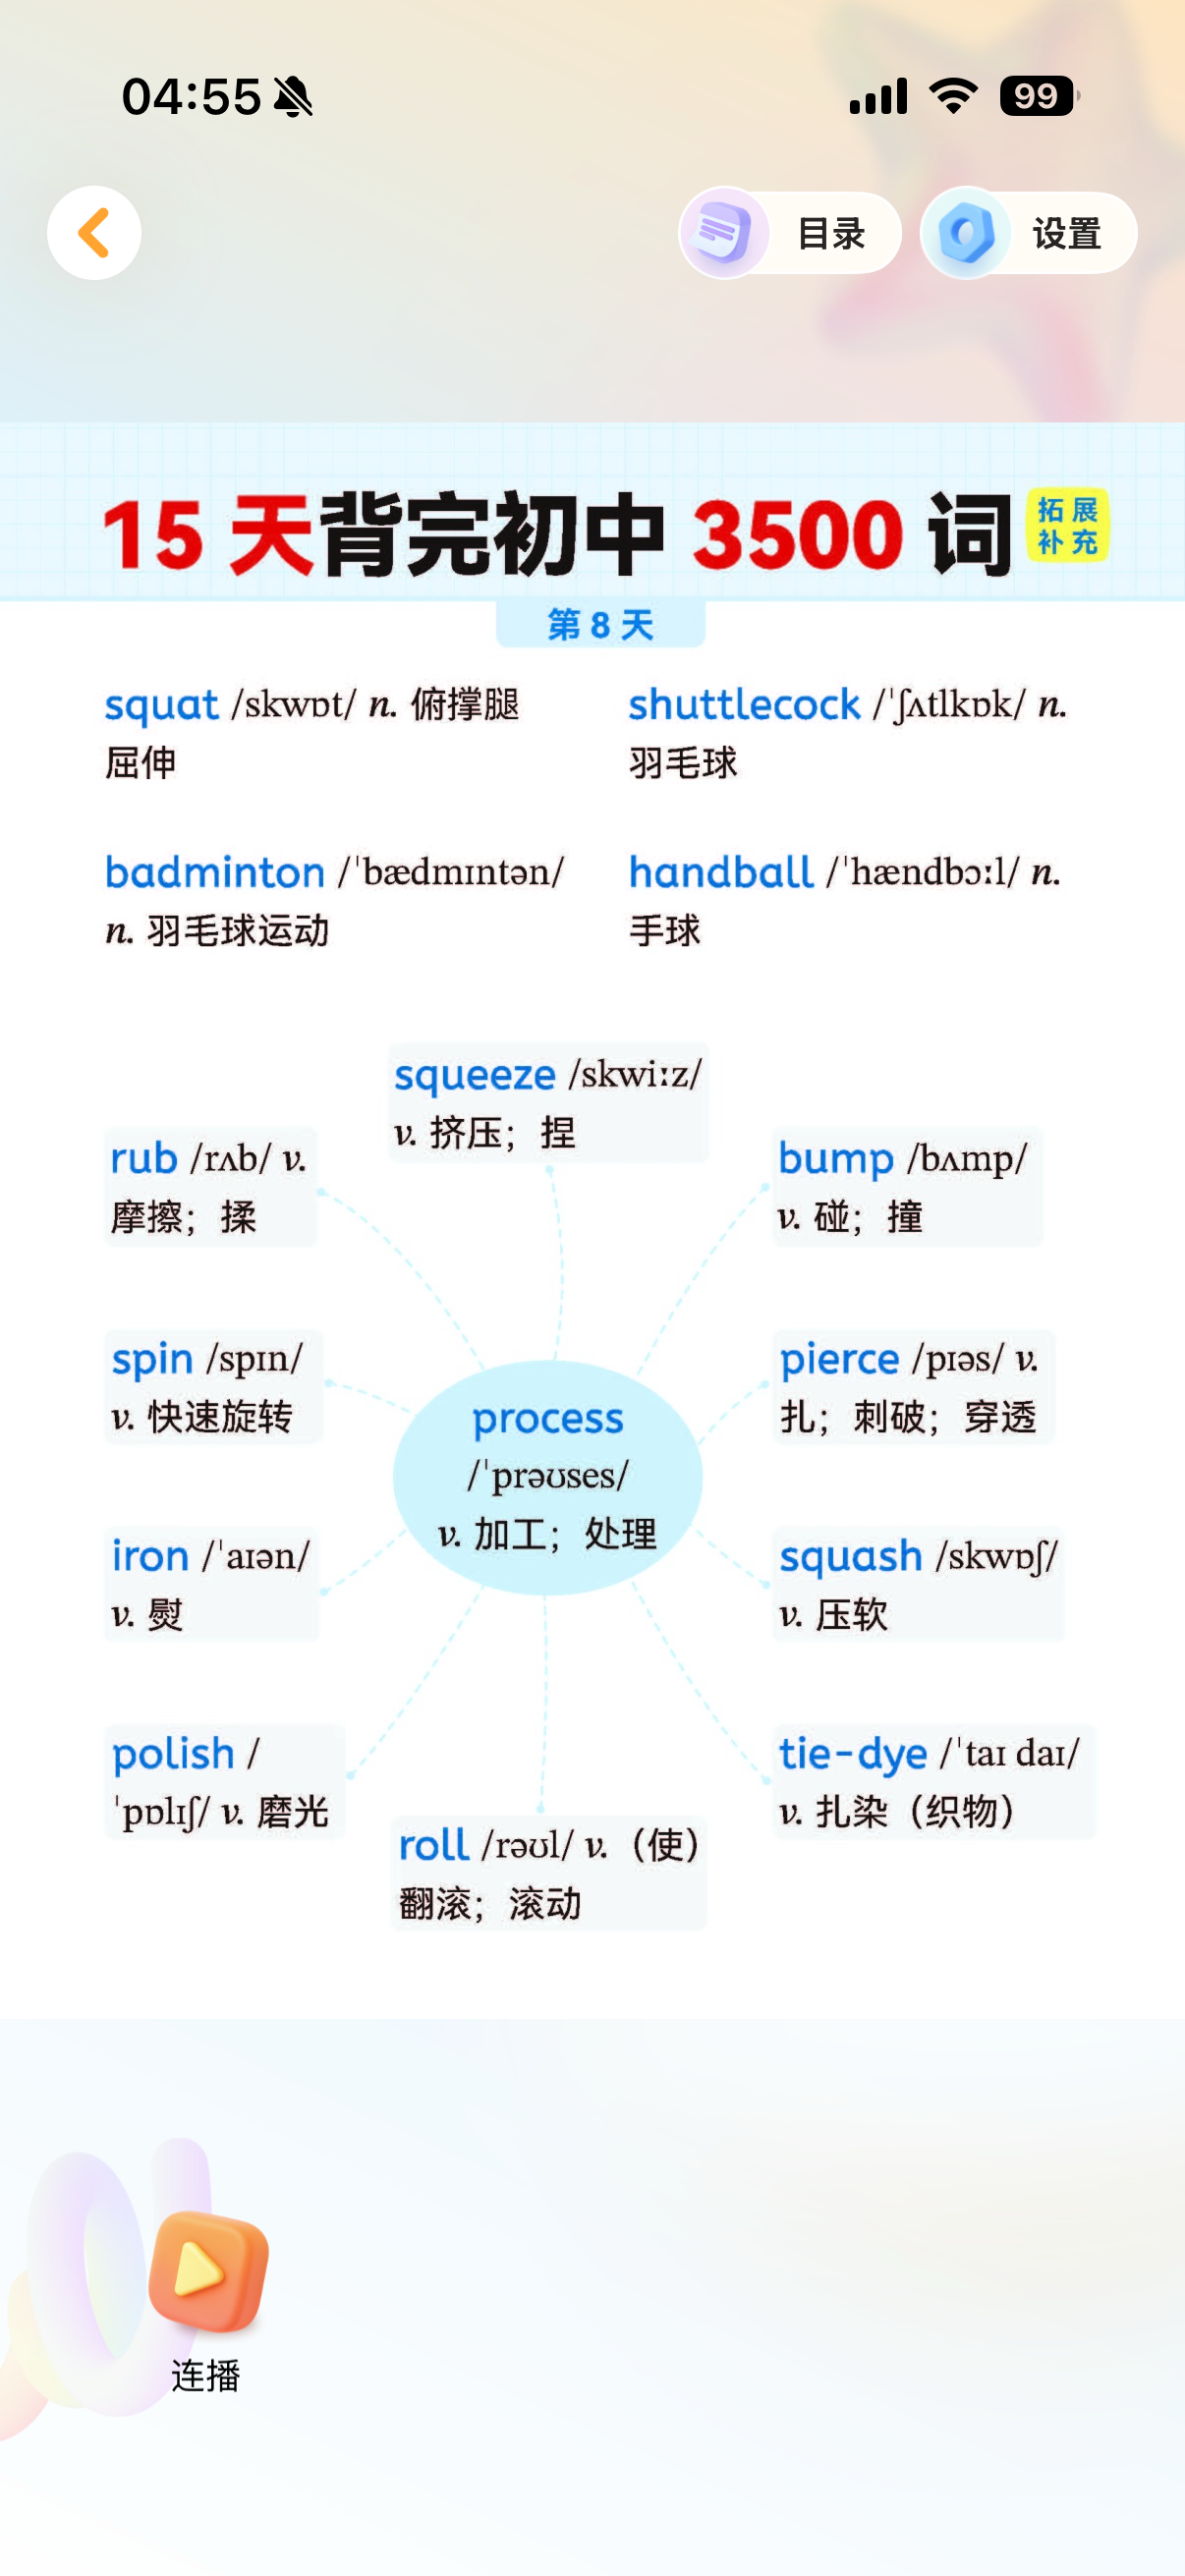 04:55
99
目录
设置
15 天背完初中 3500 词
拓展
补充
第 8 天
squat /skwɒt/ n. 俯撑腿
屈伸
shuttlecock /ˈʃʌtlkɒk/ n.
羽毛球
badminton /ˈbædmɪntən/
n. 羽毛球运动
handball /ˈhændbɔːl/ n.
手球
squeeze /skwiːz/
v. 挤压；捏
rub /rʌb/ v.
摩擦；揉
bump /bʌmp/
v. 碰；撞
spin /spɪn/
v. 快速旋转
pierce /pɪəs/ v.
扎；刺破；穿透
process
/ˈprəʊses/
v. 加工；处理
iron /ˈaɪən/
v. 熨
squash /skwɒʃ/
v. 压软
polish /
ˈpɒlɪʃ/ v. 磨光
tie-dye /ˈtaɪ daɪ/
v. 扎染（织物）
roll /rəʊl/ v.（使）
翻滚；滚动
连播